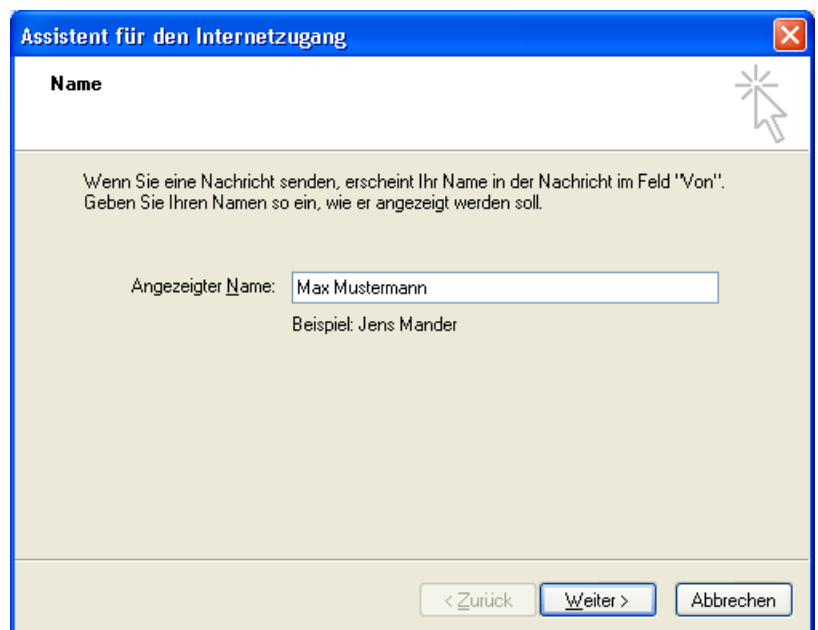 Assistent für den Internetzugang
Name
Wenn Sie eine Nachricht senden, erscheint Ihr Name in der Nachricht im Feld "Von".
Geben Sie Ihren Namen so ein, wie er angezeigt werden soll.
Angezeigter Name: Max Mustermann
Beispiel: Jens Mander
< Zurück Weiter > Abbrechen